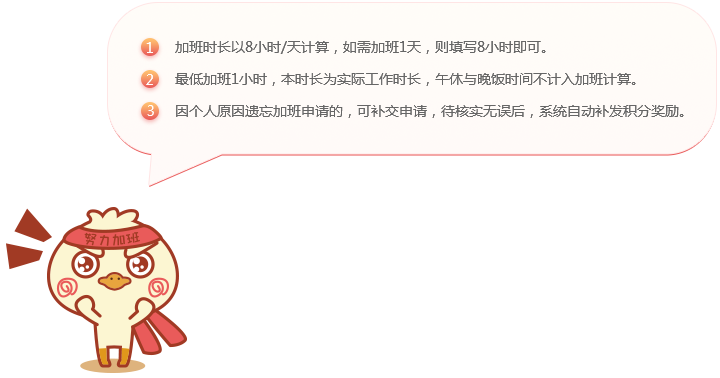 1 加班时长以8小时/天计算，如需加班1天，则填写8小时即可。
2 最低加班1小时，本时长为实际工作时长，午休与晚饭时间不计入加班计算。
3 因个人原因遗忘加班申请的，可补交申请，待核实无误后，系统自动补发积分奖励。
努力加班